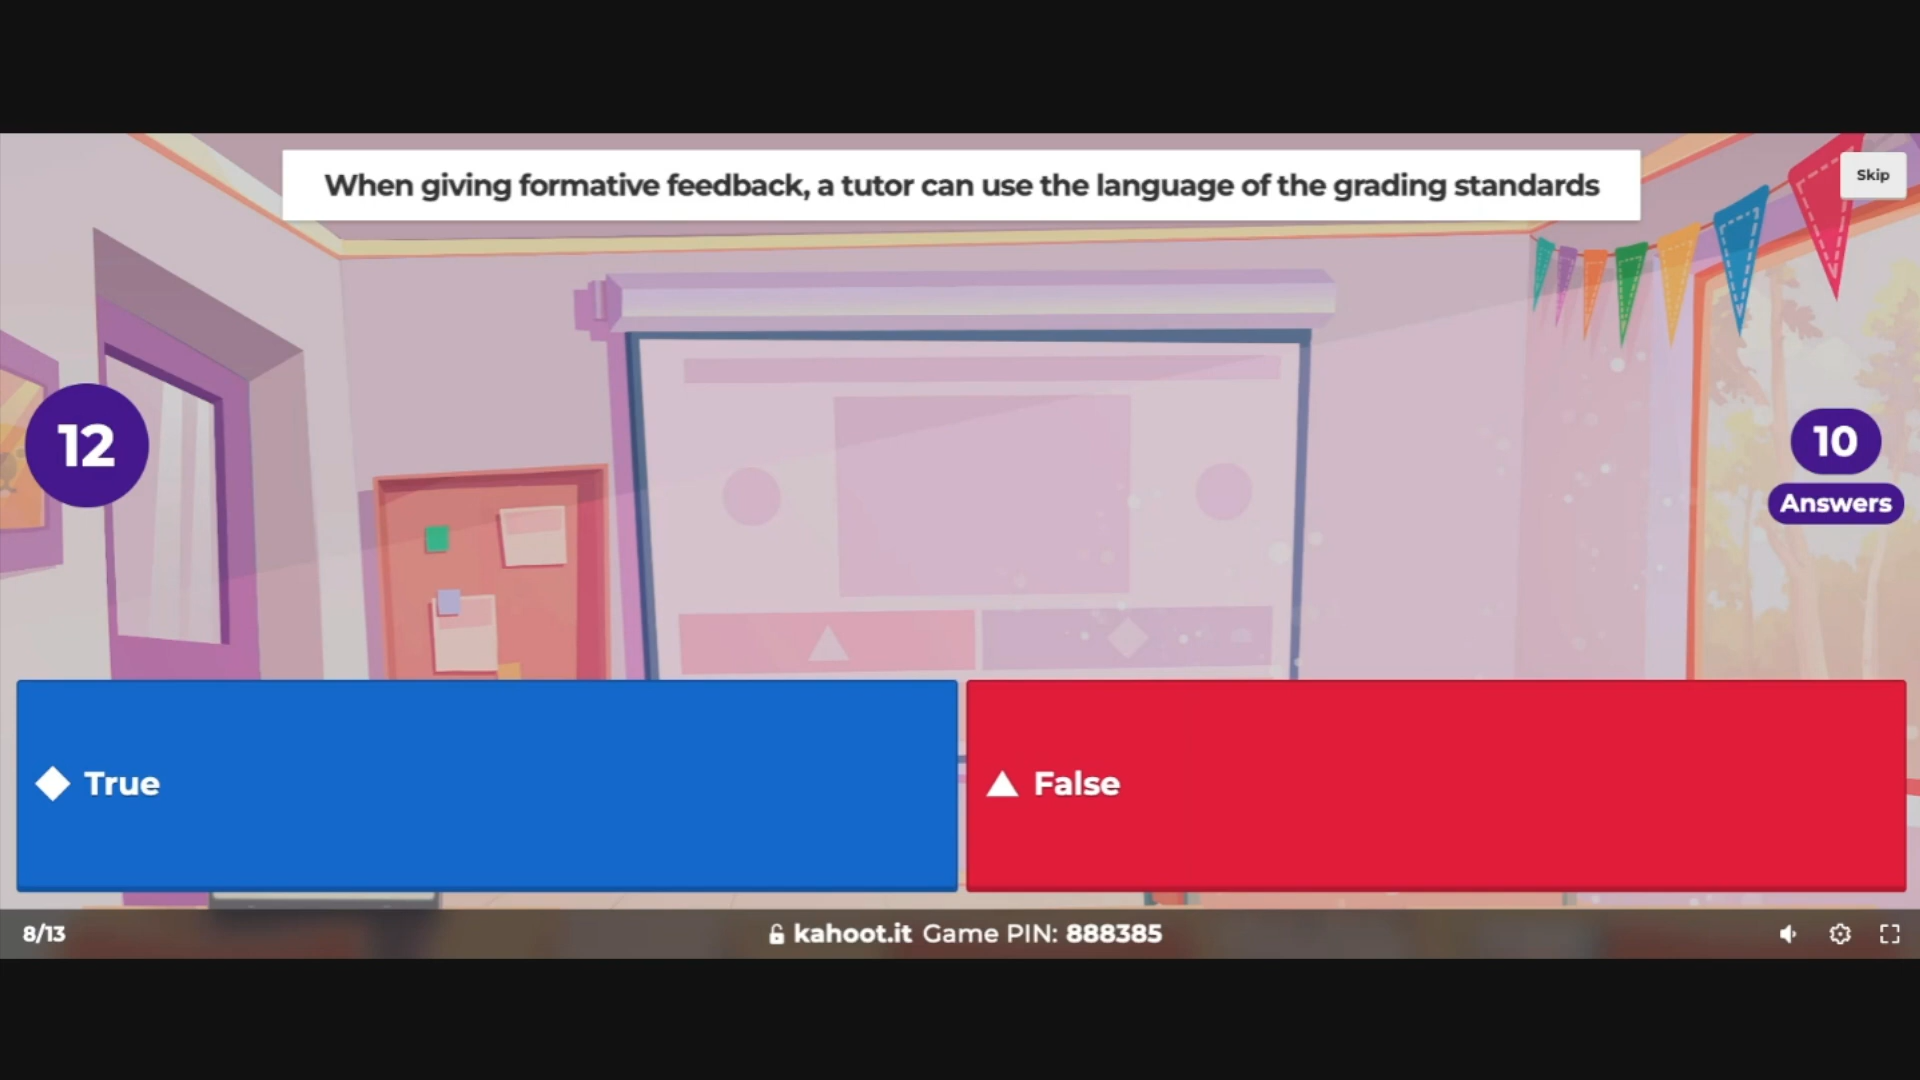 When giving formative feedback, a tutor can use the language of the grading standards
Skip
12
10
Answers
True
False
8/13
kahoot.it Game PIN: 888385